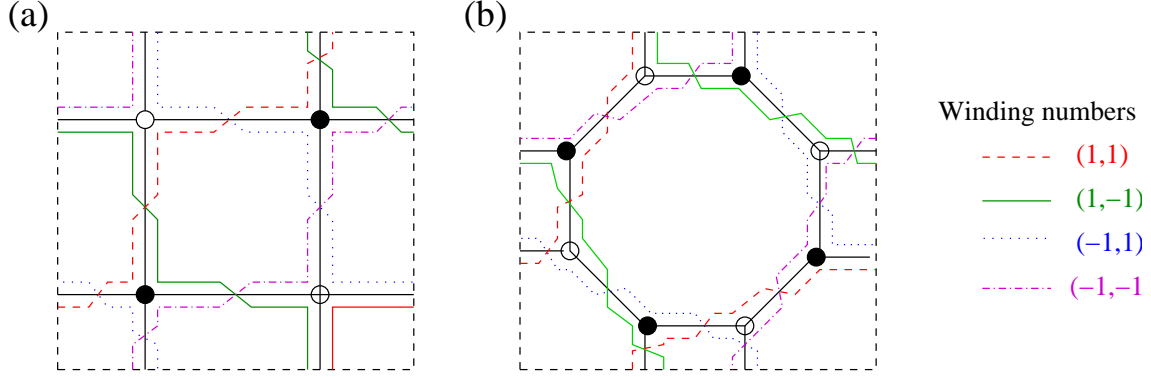 (a)
(b)
Winding numbers
(1,1)
(1,−1)
(−1,1)
(−1,−1